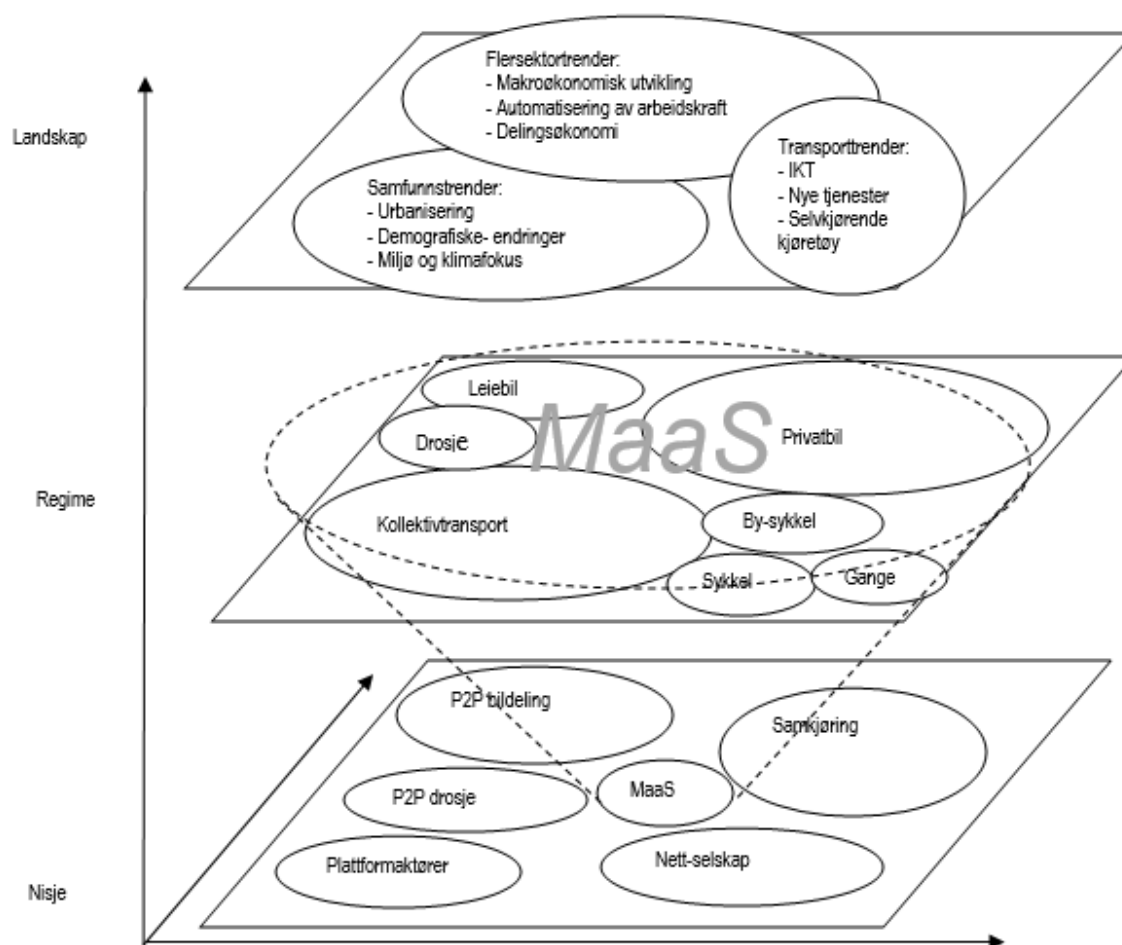 Flersektortrender:
- Makroøkonomisk utvikling
- Automatisering av arbeidskraft
- Delingsøkonomi
Landskap
Transporttrender:
- IKT
- Nye tjenester
- Selvkjørende
kjøretøy
Samfunnstrender:
- Urbanisering
- Demografiske- endringer
- Miljø og klimafokus
Leiebil
MaaS
Drosje
Privatbil
Regime
Kollektivtransport
By-sykkel
Sykkel
Gange
P2P bildeling
Samkjøring
P2P drosje
MaaS
Plattformaktører
Nett-selskap
Nisje